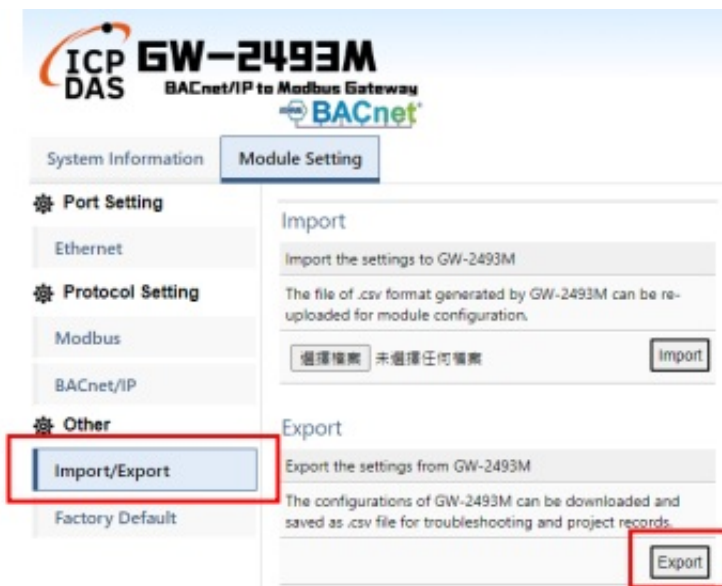 ICP DAS GW-2493M
BACnet/IP to Modbus Gateway
BACnet
System Information
Module Setting
Port Setting
Ethernet
Protocol Setting
Modbus
BACnet/IP
Other
Import/Export
Factory Default
Import
Import the settings to GW-2493M
The file of .csv format generated by GW-2493M can be re-
uploaded for module configuration.
選擇檔案 未選擇任何檔案
Import
Export
Export the settings from GW-2493M
The configurations of GW-2493M can be downloaded and
saved as .csv file for troubleshooting and project records.
Export